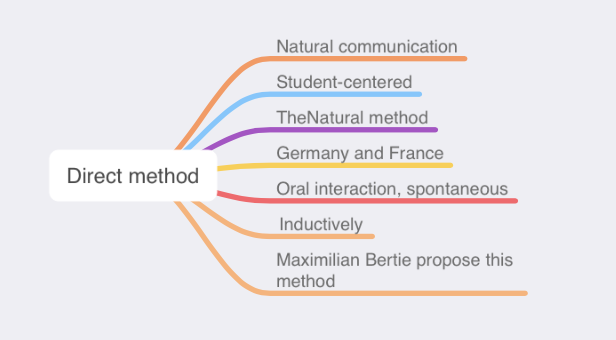 Natural communication
Student-centered
TheNatural method
Germany and France
Direct method
Oral interaction, spontaneous
Inductively
Maximilian Bertie propose this
method